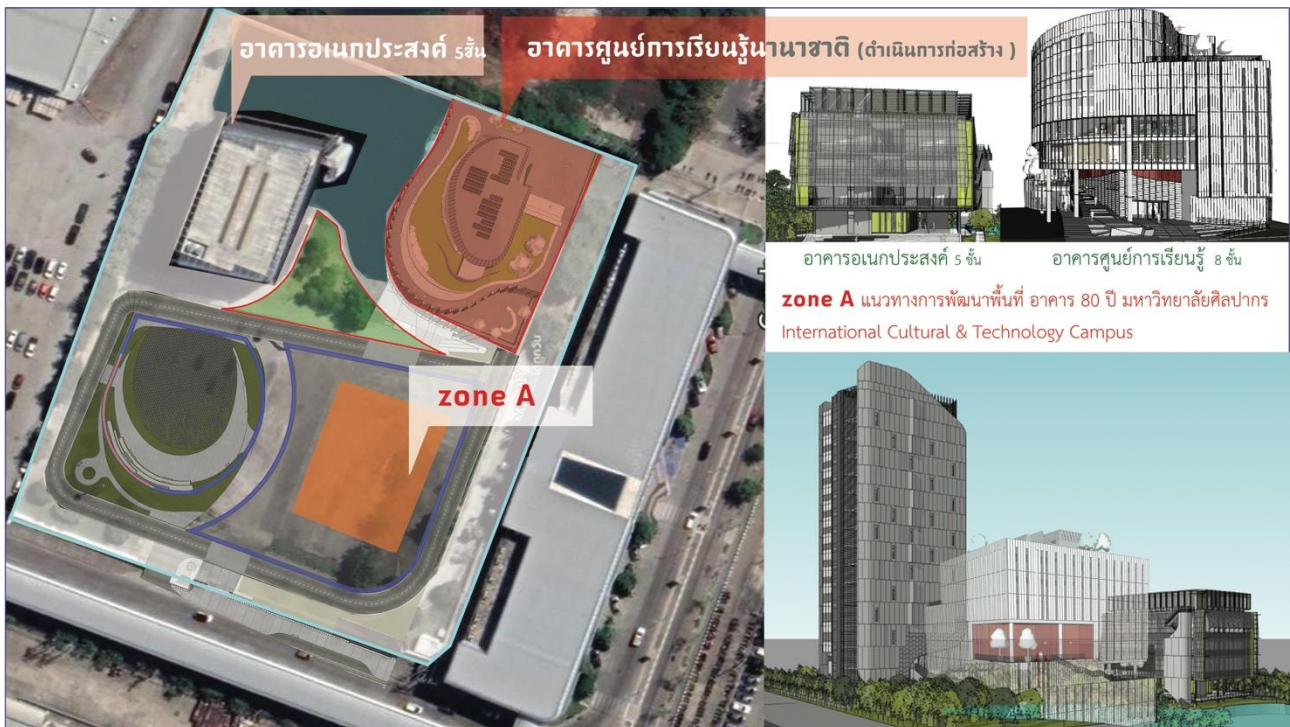 อาคารอเนกประสงค์ 5ชั้น
อาคารศูนย์การเรียนรู้นานาชาติ (ดำเนินการก่อสร้าง )
zone A
อาคารอเนกประสงค์ 5 ชั้น
อาคารศูนย์การเรียนรู้ 8 ชั้น
zone A แนวทางการพัฒนาพื้นที่ อาคาร 80 ปี มหาวิทยาลัยศิลปากร
International Cultural & Technology Campus